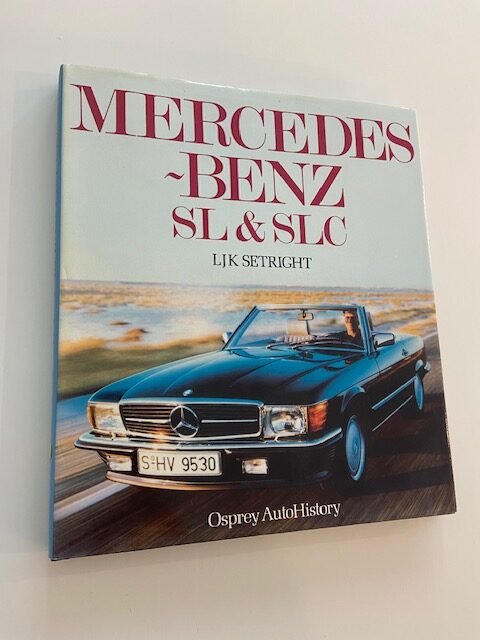 MERCEDES
~BENZ
SL & SLC
LJK SETRIGHT
S HV 9530
Osprey AutoHistory